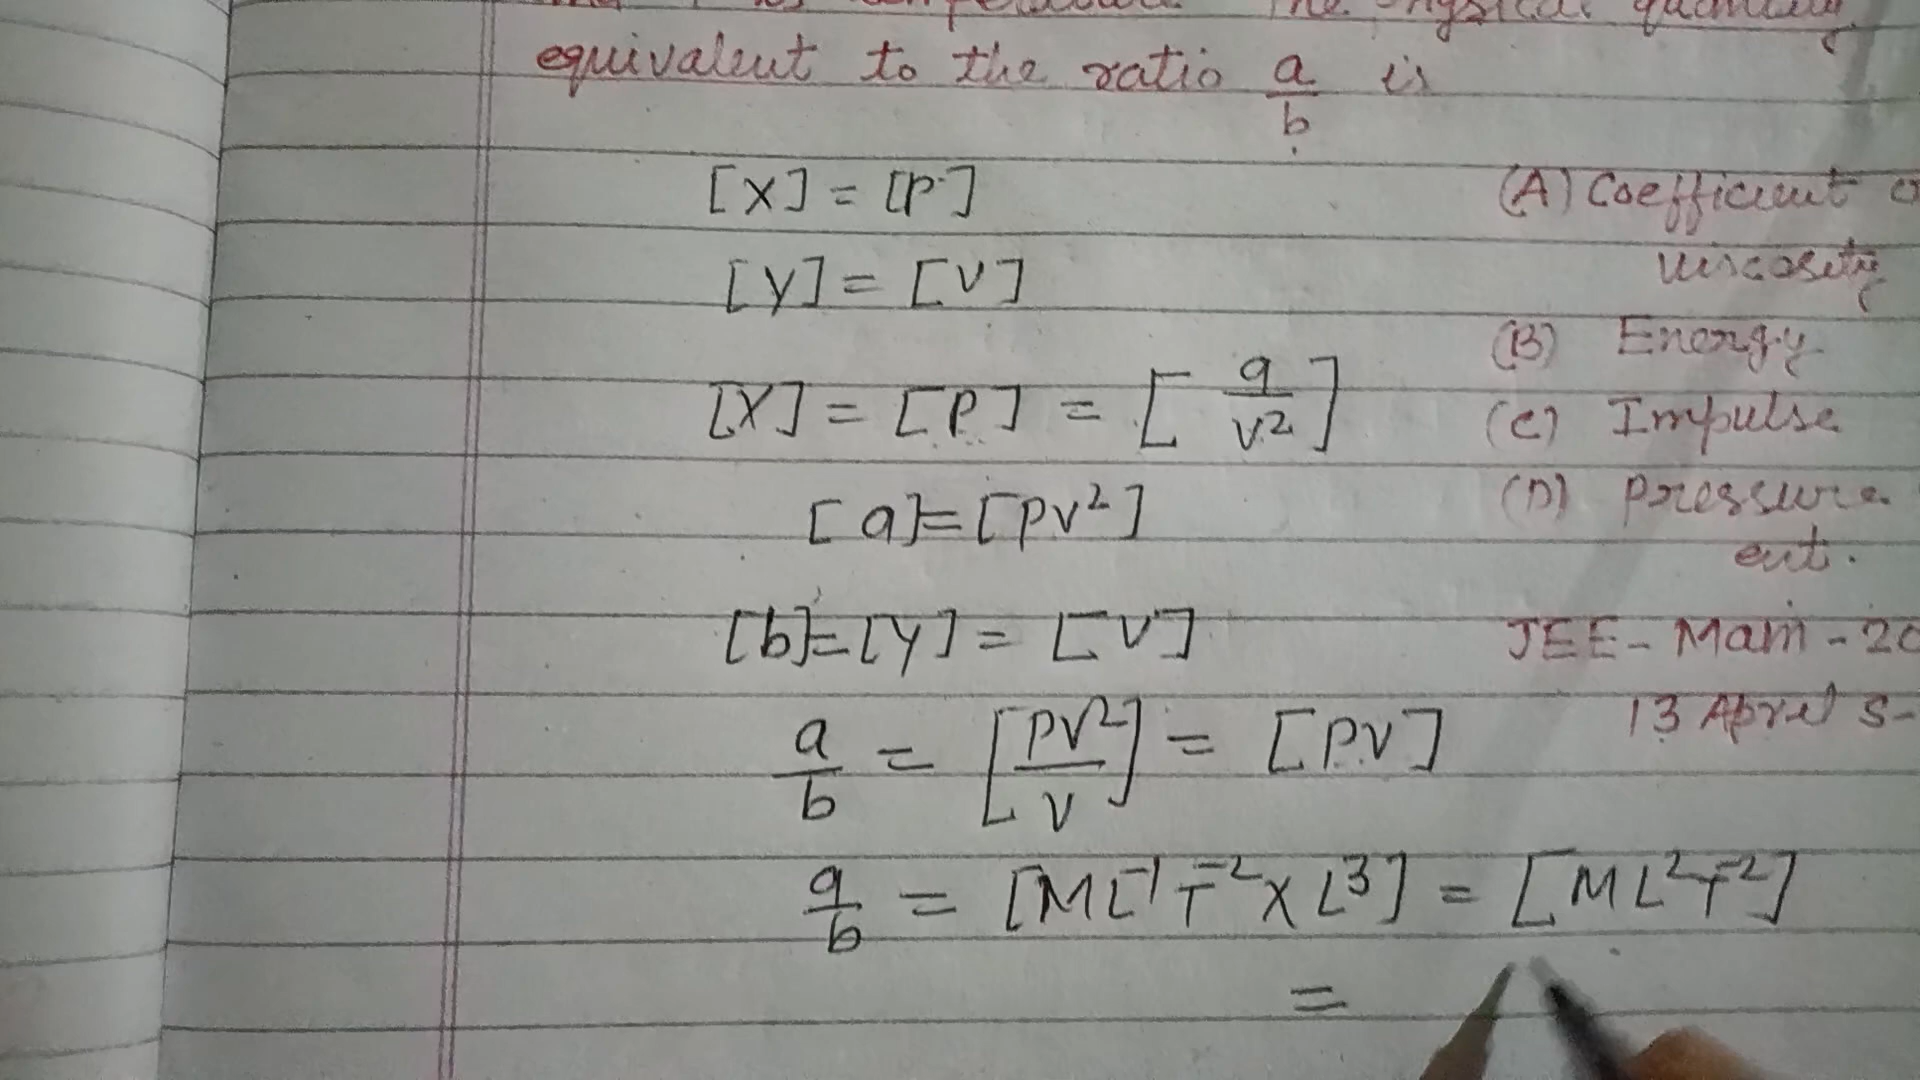 equivalent to the ratio a/b is
[X] = [P]
[Y] = [V]
[X] = [P] = [a/V²]
[a] = [PV²]
[b] = [Y] = [V]
a/b = [PV²/V] = [PV]
a/b = [ML⁻¹T⁻² X L³] = [ML²T⁻²]
=
(A) Coefficient
viscosity
(B) Energy
(C) Impulse
(D) Pressure
ent.
JEE - Main - 20
13 April S-